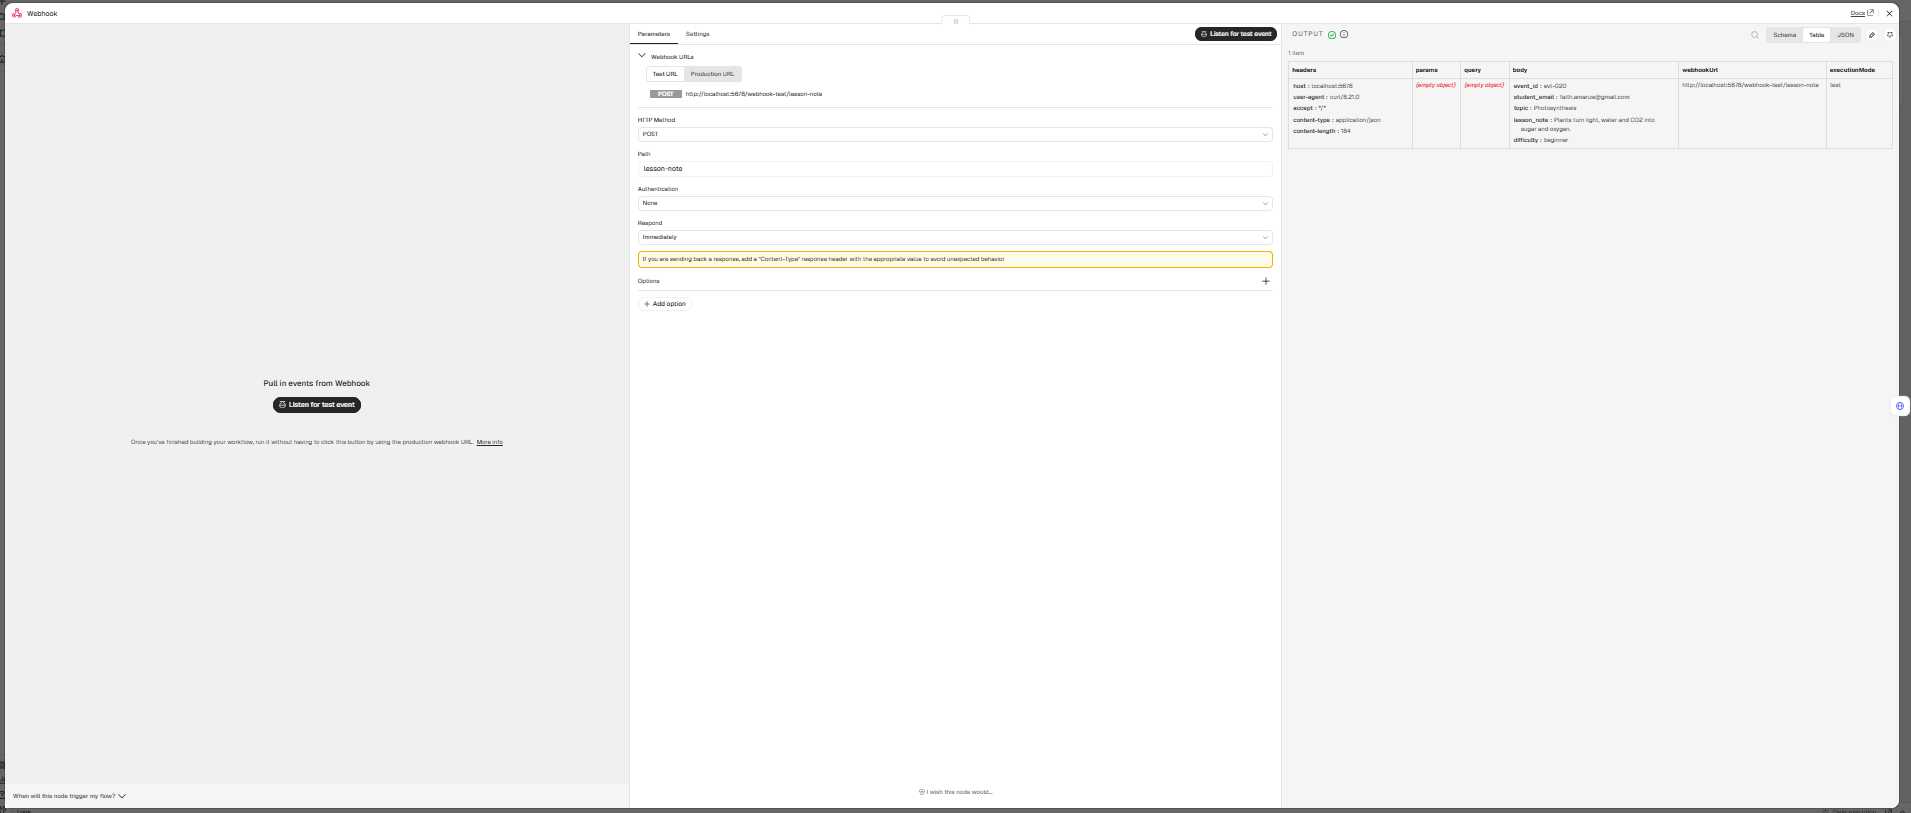 Webhook
Docs
Parameters
Settings
Listen for test event
Webhook URLs
Test URL
Production URL
POST http://localhost:5678/webhook-test/lesson-note
HTTP Method
POST
Path
lesson-note
Authentication
None
Respond
Immediately
If you are sending back a response, add a "Content-Type" response header with the appropriate value to avoid unexpected behavior
Options
Add option
I wish this node would...
Pull in events from Webhook
Listen for test event
Once you've finished building your workflow, run it without having to click this button by using the production webhook URL. More info
When will this node trigger my flow?
OUTPUT
Schema
Table
JSON
1 item
headers
params
query
body
webhookUrl
executionMode
host : localhost:5678
user-agent : curl/8.21.0
accept : */*
content-type : application/json
content-length : 184
{empty object}
{empty object}
event_id : evt-020
student_email : faith.amanze@gmail.com
topic : Photosynthesis
lesson_note : Plants turn light, water and CO2 into
sugar and oxygen.
difficulty : beginner
http://localhost:5678/webhook-test/lesson-note
test